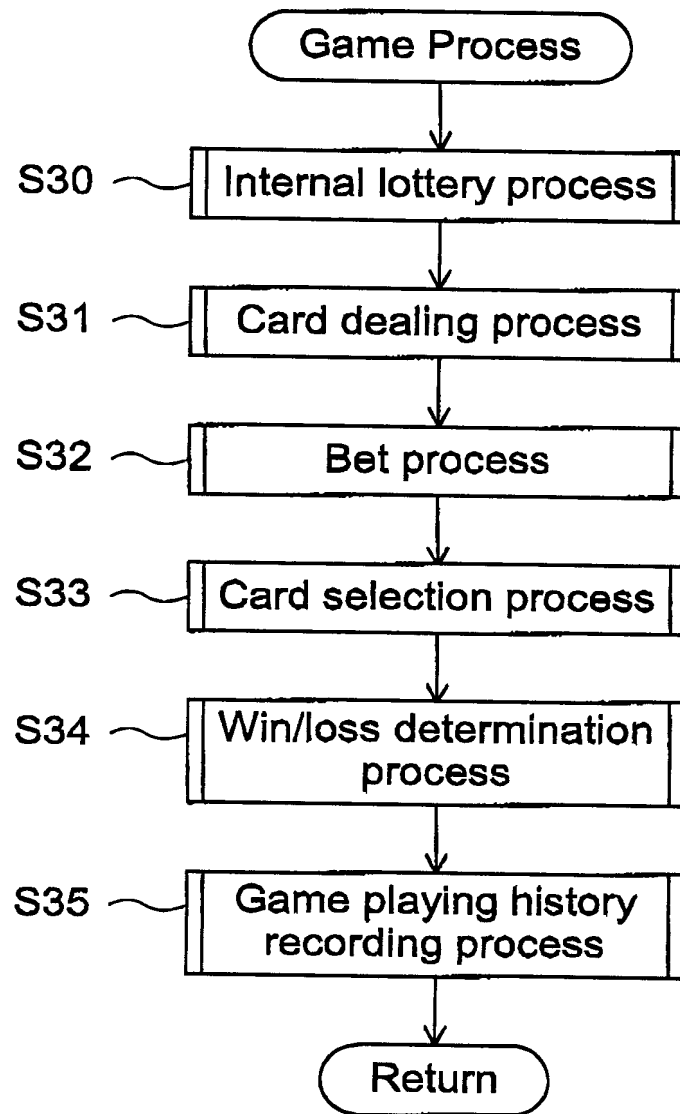 Game Process
S30 Internal lottery process
S31 Card dealing process
S32 Bet process
S33 Card selection process
S34 Win/loss determination
process
S35 Game playing history
recording process
Return